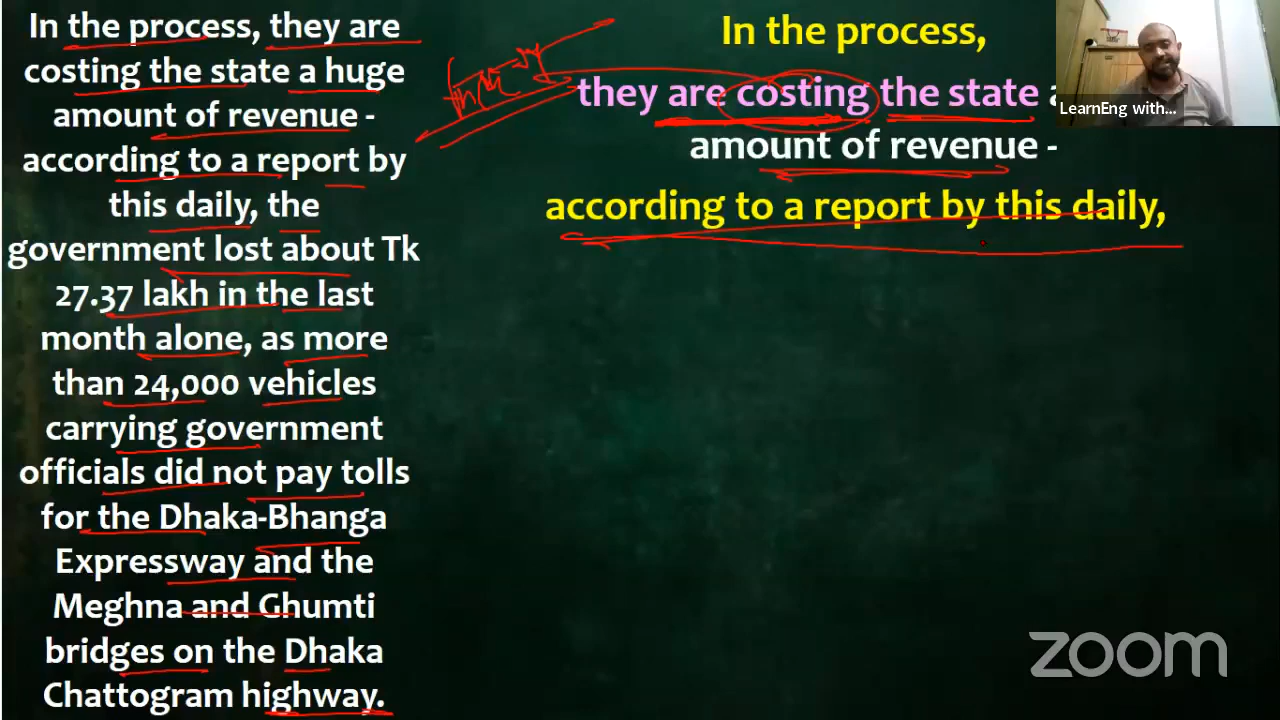 In the process, they are
costing the state a huge
amount of revenue -
according to a report by
this daily, the
government lost about Tk
27.37 lakh in the last
month alone, as more
than 24,000 vehicles
carrying government
officials did not pay tolls
for the Dhaka-Bhanga
Expressway and the
Meghna and Ghumti
bridges on the Dhaka
Chattogram highway.
In the process,
they are costing the state a
amount of revenue -
according to a report by this daily,
LearnEng with...
zoom